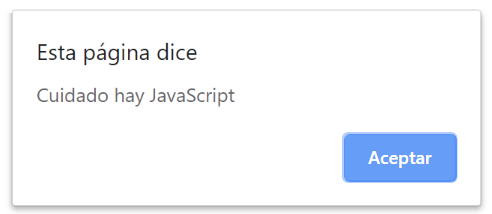 Esta página dice
Cuidado hay JavaScript
Aceptar